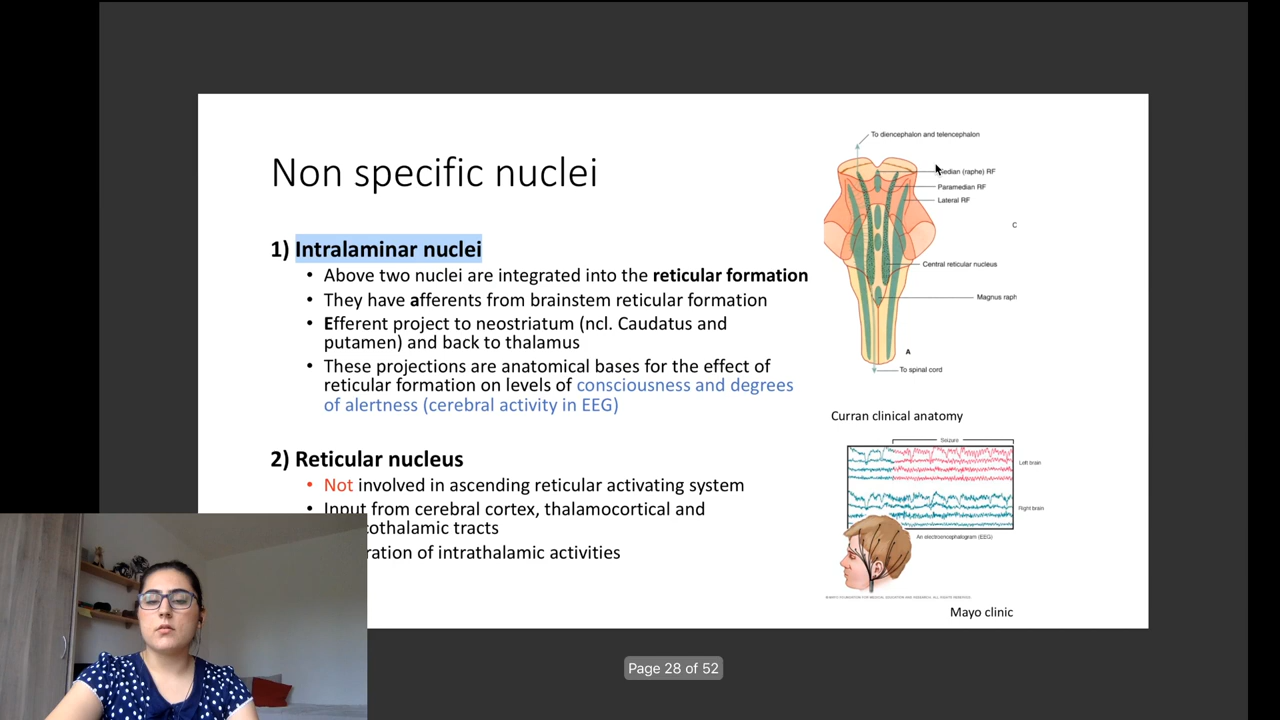 Non specific nuclei
1) Intralaminar nuclei
• Above two nuclei are integrated into the reticular formation
• They have afferents from brainstem reticular formation
• Efferent project to neostriatum (ncl. Caudatus and
putamen) and back to thalamus
• These projections are anatomical bases for the effect of
reticular formation on levels of consciousness and degrees
of alertness (cerebral activity in EEG)
2) Reticular nucleus
• Not involved in ascending reticular activating system
• Input from cerebral cortex, thalamocortical and
cothalamic tracts
ration of intrathalamic activities
To diencephalon and telencephalon
edian (raphe) RF
Paramedian RF
Lateral RF
C
Central reticular nucleus
Magnus raph
A
To spinal cord
Curran clinical anatomy
Seizure
Left brain
Right brain
An electroencephalogram (EEG)
Mayo clinic
Page 28 of 52